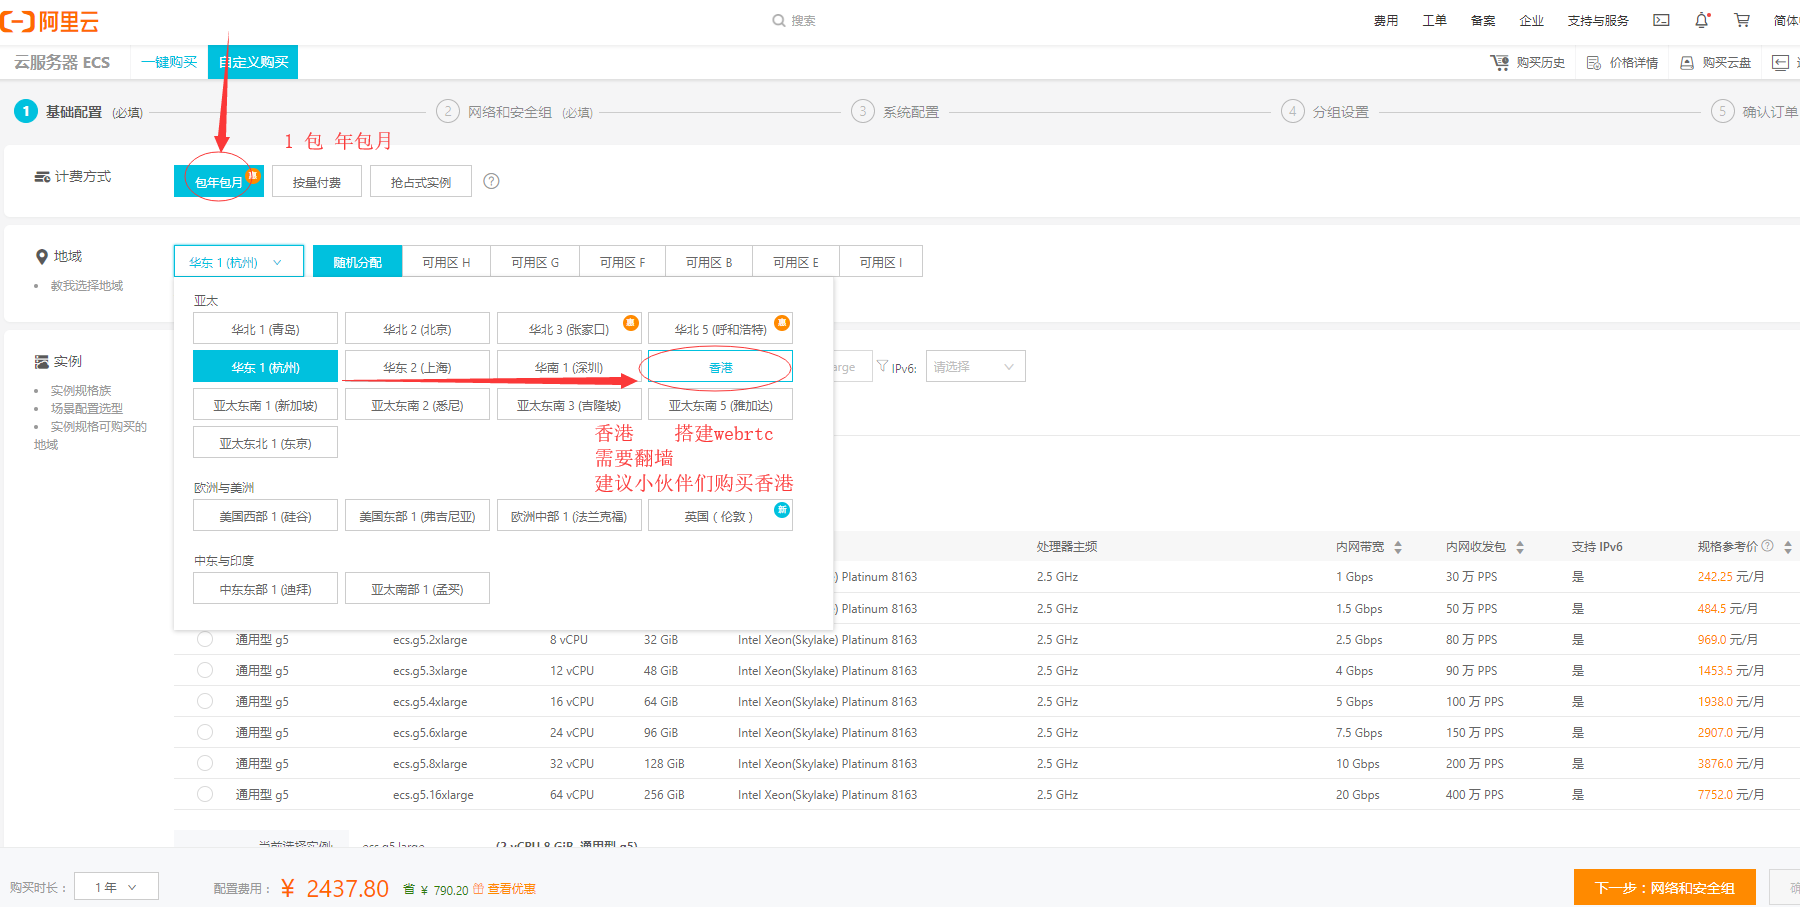 阿里云
搜索
费用 工单 备案 企业 支持与服务 简体
云服务器 ECS 一键购买 自定义购买 购买历史 价格详情 购买云盘
1 基础配置 (必填) 2 网络和安全组 (必填) 3 系统配置 4 分组设置 5 确认订单
1 包 年包月
计费方式 包年包月 按量付费 抢占式实例 ?
地域
教我选择地域
华东 1 (杭州) 随机分配 可用区 H 可用区 G 可用区 F 可用区 B 可用区 E 可用区 I
亚太
华北 1 (青岛) 华北 2 (北京) 华北 3 (张家口) 惠 华北 5 (呼和浩特) 惠
华东 1 (杭州) 华东 2 (上海) 华南 1 (深圳) 香港
亚太东南 1 (新加坡) 亚太东南 2 (悉尼) 亚太东南 3 (吉隆坡) 亚太东南 5 (雅加达)
亚太东北 1 (东京)
香港 搭建webrtc
需要翻墙
建议小伙伴们购买香港
欧洲与美洲
美国西部 1 (硅谷) 美国东部 1 (弗吉尼亚) 欧洲中部 1 (法兰克福) 英国 ( 伦敦 ) 新
中东与印度
中东东部 1 (迪拜) 亚太南部 1 (孟买)
实例
实例规格族
场景配置选型
实例规格可购买的
地域
arge IPv6: 请选择
处理器主频 内网带宽 内网收发包 支持 IPv6 规格参考价 ?
) Platinum 8163 2.5 GHz 1 Gbps 30 万 PPS 是 242.25 元/月
) Platinum 8163 2.5 GHz 1.5 Gbps 50 万 PPS 是 484.5 元/月
通用型 g5 ecs.g5.2xlarge 8 vCPU 32 GiB Intel Xeon(Skylake) Platinum 8163 2.5 GHz 2.5 Gbps 80 万 PPS 是 969.0 元/月
通用型 g5 ecs.g5.3xlarge 12 vCPU 48 GiB Intel Xeon(Skylake) Platinum 8163 2.5 GHz 4 Gbps 90 万 PPS 是 1453.5 元/月
通用型 g5 ecs.g5.4xlarge 16 vCPU 64 GiB Intel Xeon(Skylake) Platinum 8163 2.5 GHz 5 Gbps 100 万 PPS 是 1938.0 元/月
通用型 g5 ecs.g5.6xlarge 24 vCPU 96 GiB Intel Xeon(Skylake) Platinum 8163 2.5 GHz 7.5 Gbps 150 万 PPS 是 2907.0 元/月
通用型 g5 ecs.g5.8xlarge 32 vCPU 128 GiB Intel Xeon(Skylake) Platinum 8163 2.5 GHz 10 Gbps 200 万 PPS 是 3876.0 元/月
通用型 g5 ecs.g5.16xlarge 64 vCPU 256 GiB Intel Xeon(Skylake) Platinum 8163 2.5 GHz 20 Gbps 400 万 PPS 是 7752.0 元/月
当前选择实例: ecs.g5.large (2 vCPU 8 GiB, 通用型 g5)
购买时长 : 1 年 配置费用 : ¥ 2437.80 省 ¥ 790.20 查看优惠 下一步 : 网络和安全组